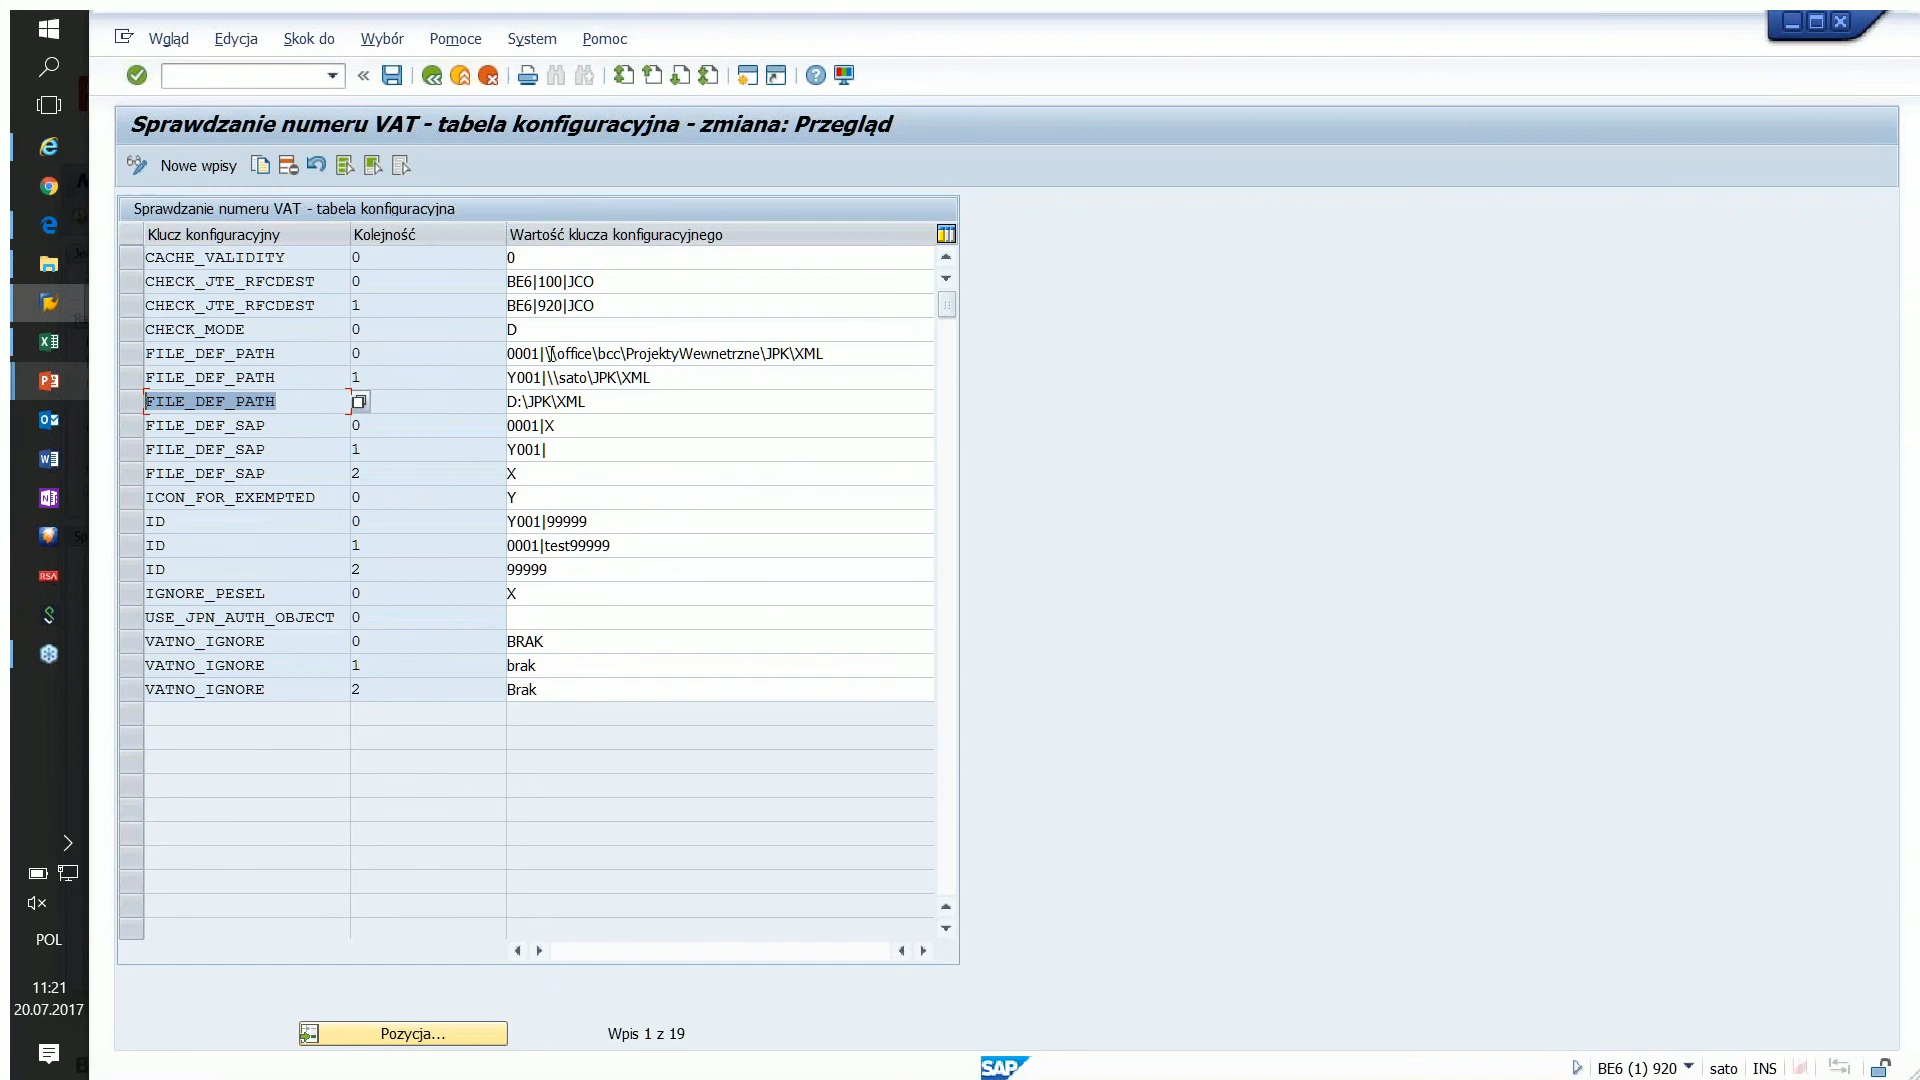 Wgląd Edycja Skok do Wybór Pomoce System Pomoc
Sprawdzanie numeru VAT - tabela konfiguracyjna - zmiana: Przegląd
Nowe wpisy
Sprawdzanie numeru VAT - tabela konfiguracyjna
Klucz konfiguracyjny Kolejność Wartość klucza konfiguracyjnego
CACHE_VALIDITY 0 0
CHECK_JTE_RFCDEST 0 BE6|100|JCO
CHECK_JTE_RFCDEST 1 BE6|920|JCO
CHECK_MODE 0 D
FILE_DEF_PATH 0 0001|\\office\bcc\ProjektyWewnetrzne\JPK\XML
FILE_DEF_PATH 1 Y001|\\sato\JPK\XML
FILE_DEF_PATH D:\JPK\XML
FILE_DEF_SAP 0 0001|X
FILE_DEF_SAP 1 Y001|
FILE_DEF_SAP 2 X
ICON_FOR_EXEMPTED 0 Y
ID 0 Y001|99999
ID 1 0001|test99999
ID 2 99999
IGNORE_PESEL 0 X
USE_JPN_AUTH_OBJECT 0
VATNO_IGNORE 0 BRAK
VATNO_IGNORE 1 brak
VATNO_IGNORE 2 Brak
RSA
POL
11:21
20.07.2017
Pozycja... Wpis 1 z 19
SAP BE6 (1) 920 sato INS